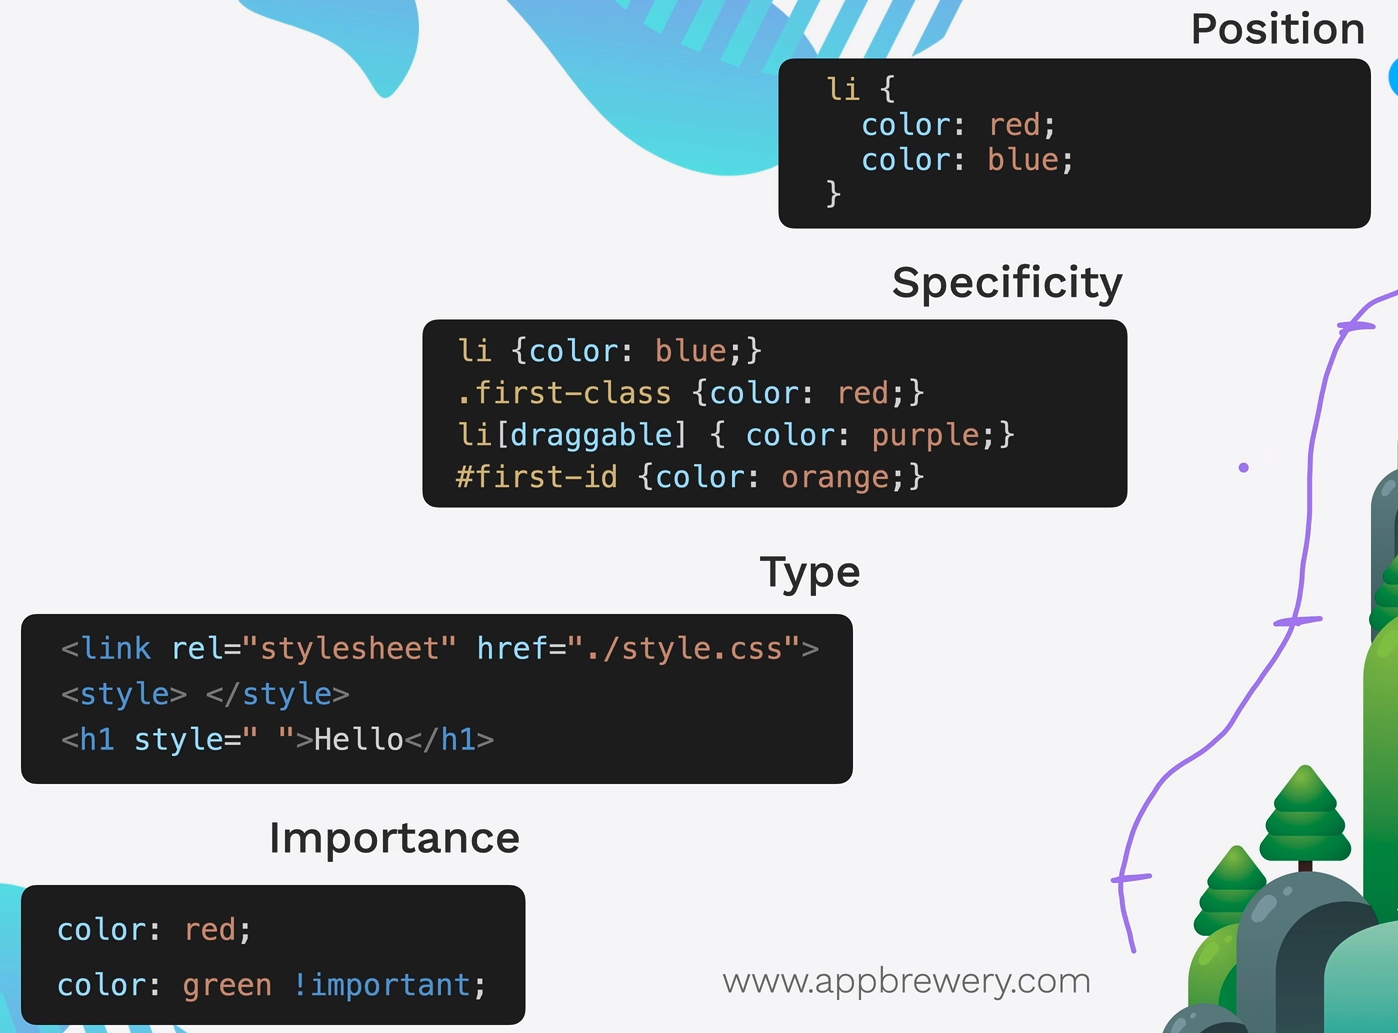 Position
li {
  color: red;
  color: blue;
}
Specificity
li {color: blue;}
.first-class {color: red;}
li[draggable] { color: purple;}
#first-id {color: orange;}
Type
<link rel="stylesheet" href="./style.css">
<style> </style>
<h1 style=" ">Hello</h1>
Importance
color: red;
color: green !important;
www.appbrewery.com